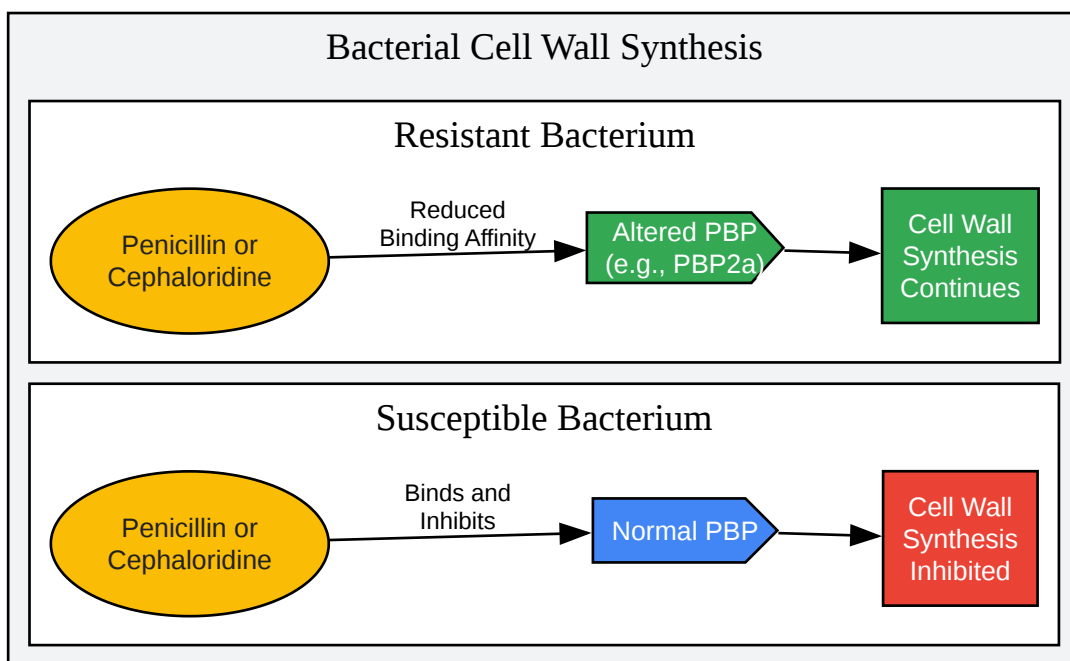 Bacterial Cell Wall Synthesis
Resistant Bacterium
Penicillin or
Cephaloridine
Reduced
Binding Affinity
Altered PBP
(e.g., PBP2a)
Cell Wall
Synthesis
Continues
Susceptible Bacterium
Penicillin or
Cephaloridine
Binds and
Inhibits
Normal PBP
Cell Wall
Synthesis
Inhibited